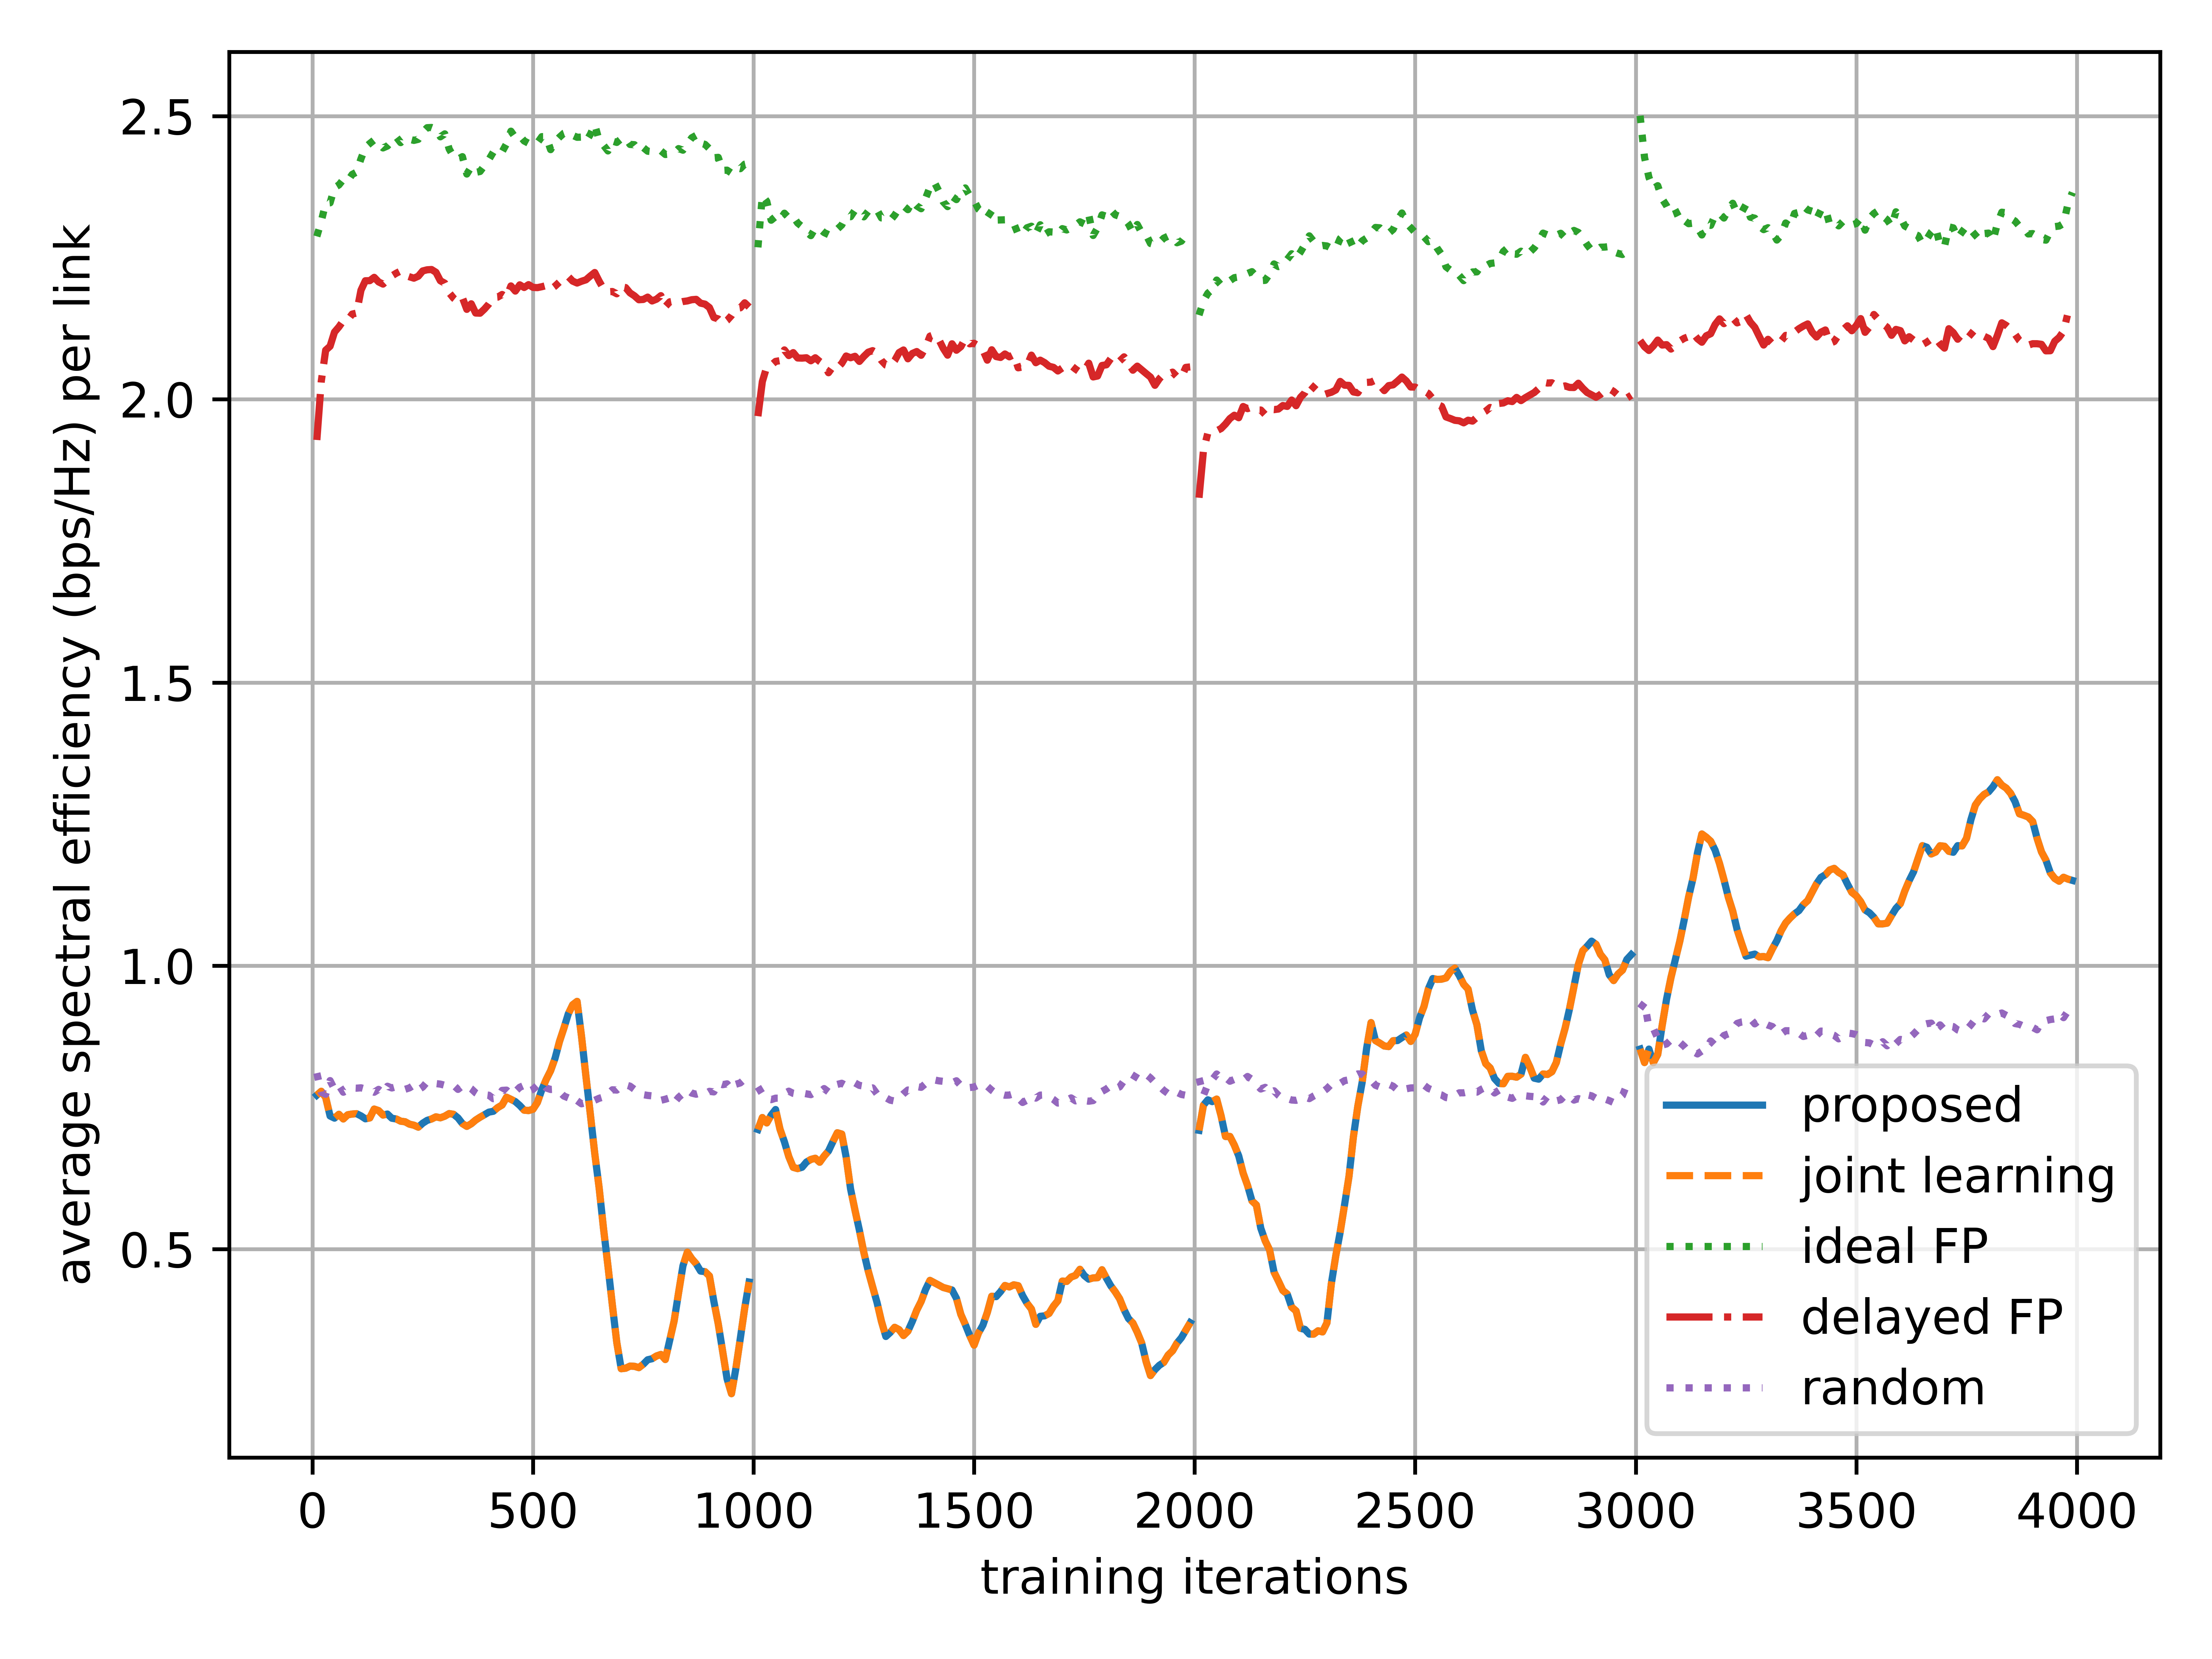 average spectral efficiency (bps/Hz) per link
2.5
2.0
1.5
1.0
0.5
0 500 1000 1500 2000 2500 3000 3500 4000
training iterations
proposed
joint learning
ideal FP
delayed FP
random